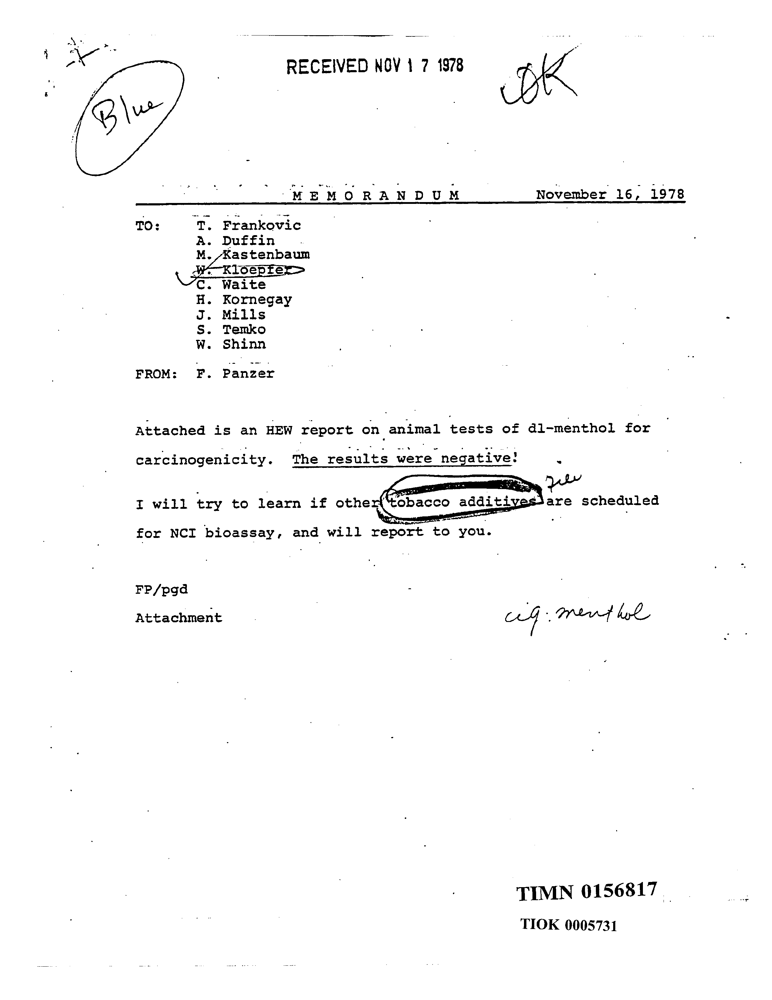 RECEIVED NOV 1 7 1978
OK
Blue
MEMORANDUM November 16, 1978
TO: T. Frankovic
A. Duffin
M. Kastenbaum
W. Kloepfer
C. Waite
H. Kornegay
J. Mills
S. Temko
W. Shinn
FROM: F. Panzer
Attached is an HEW report on animal tests of dl-menthol for
carcinogenicity. The results were negative!
file
I will try to learn if other tobacco additives are scheduled
for NCI bioassay, and will report to you.
FP/pgd
Attachment
cig: menthol
TIMN 0156817
TIOK 0005731